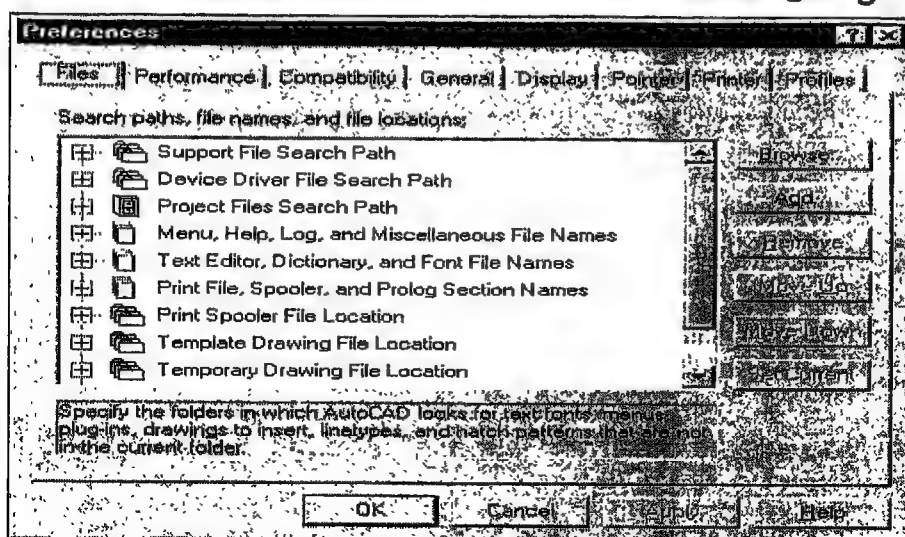 Preferences
Files Performance Compatibility General Display Pointer Printer Profiles
Search paths, file names, and file locations:
Support File Search Path
Device Driver File Search Path
Project Files Search Path
Menu, Help, Log, and Miscellaneous File Names
Text Editor, Dictionary, and Font File Names
Print File, Spooler, and Prolog Section Names
Print Spooler File Location
Template Drawing File Location
Temporary Drawing File Location
Browse...
Add...
Remove
Move Up
Move Down
Set Current
Specify the folders in which AutoCAD looks for text fonts, menus,
plug-ins, drawings to insert, linetypes, and hatch patterns that are not
in the current folder.
OK Cancel Apply Help